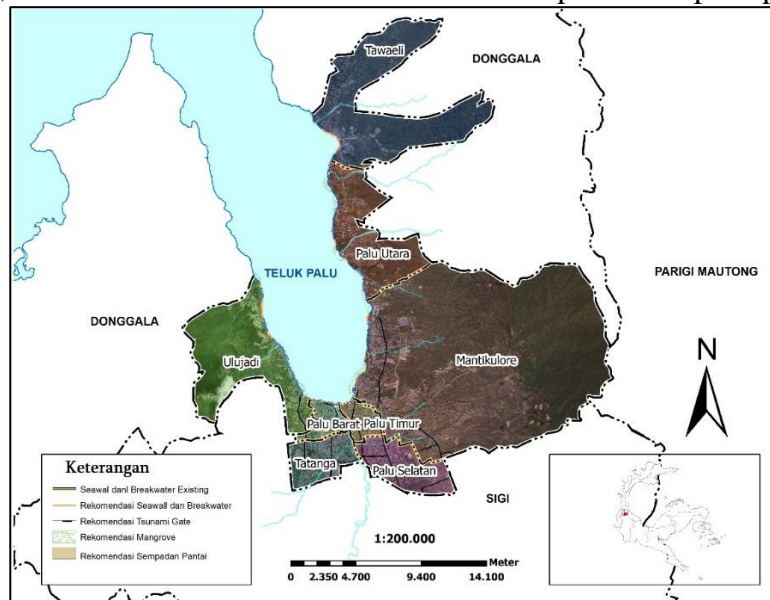 Tawaeli
DONGGALA
Palu Utara
TELUK PALU
PARIGI MAUTONG
DONGGALA
Ulujadi
Mantikulore
N
Palu Barat
Palu Timur
Tatanga
Palu Selatan
SIGI
Keterangan
Seawal danl Breakwater Existing
Rekomendasi Seawall dan Breakwater
Rekomendasi Tsunami Gate
Rekomendasi Mangrove
Rekomendasi Sempadan Pantai
1:200.000
Meter
0 2.350 4.700 9.400 14.100